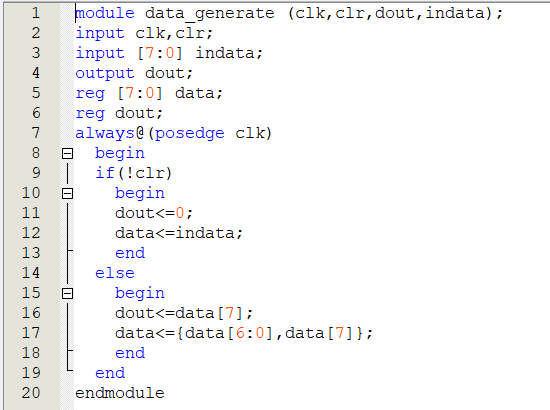 1 module data_generate (clk,clr,dout,indata);
2 input clk,clr;
3 input [7:0] indata;
4 output dout;
5 reg [7:0] data;
6 reg dout;
7 always@(posedge clk)
8   begin
9   if(!clr)
10     begin
11     dout<=0;
12     data<=indata;
13     end
14   else
15     begin
16     dout<=data[7];
17     data<={data[6:0],data[7]};
18     end
19   end
20 endmodule